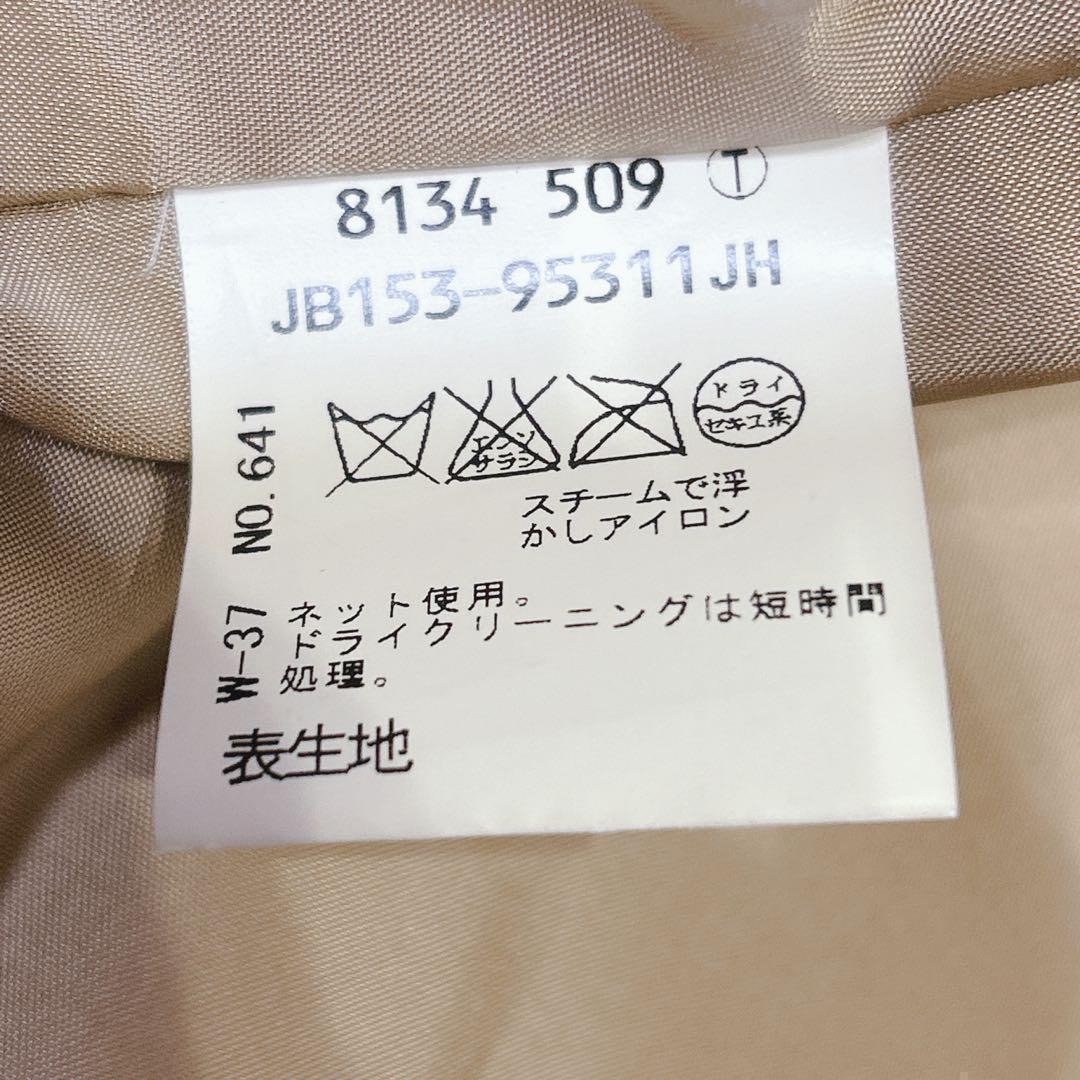 8134 509 Ⓣ
JB153-95311JH
NO.641
エンソ
サラシ
ドライ
セキユ系
スチームで浮
かしアイロン
W-37
ネット使用。
ドライクリーニングは短時間
処理。
表生地